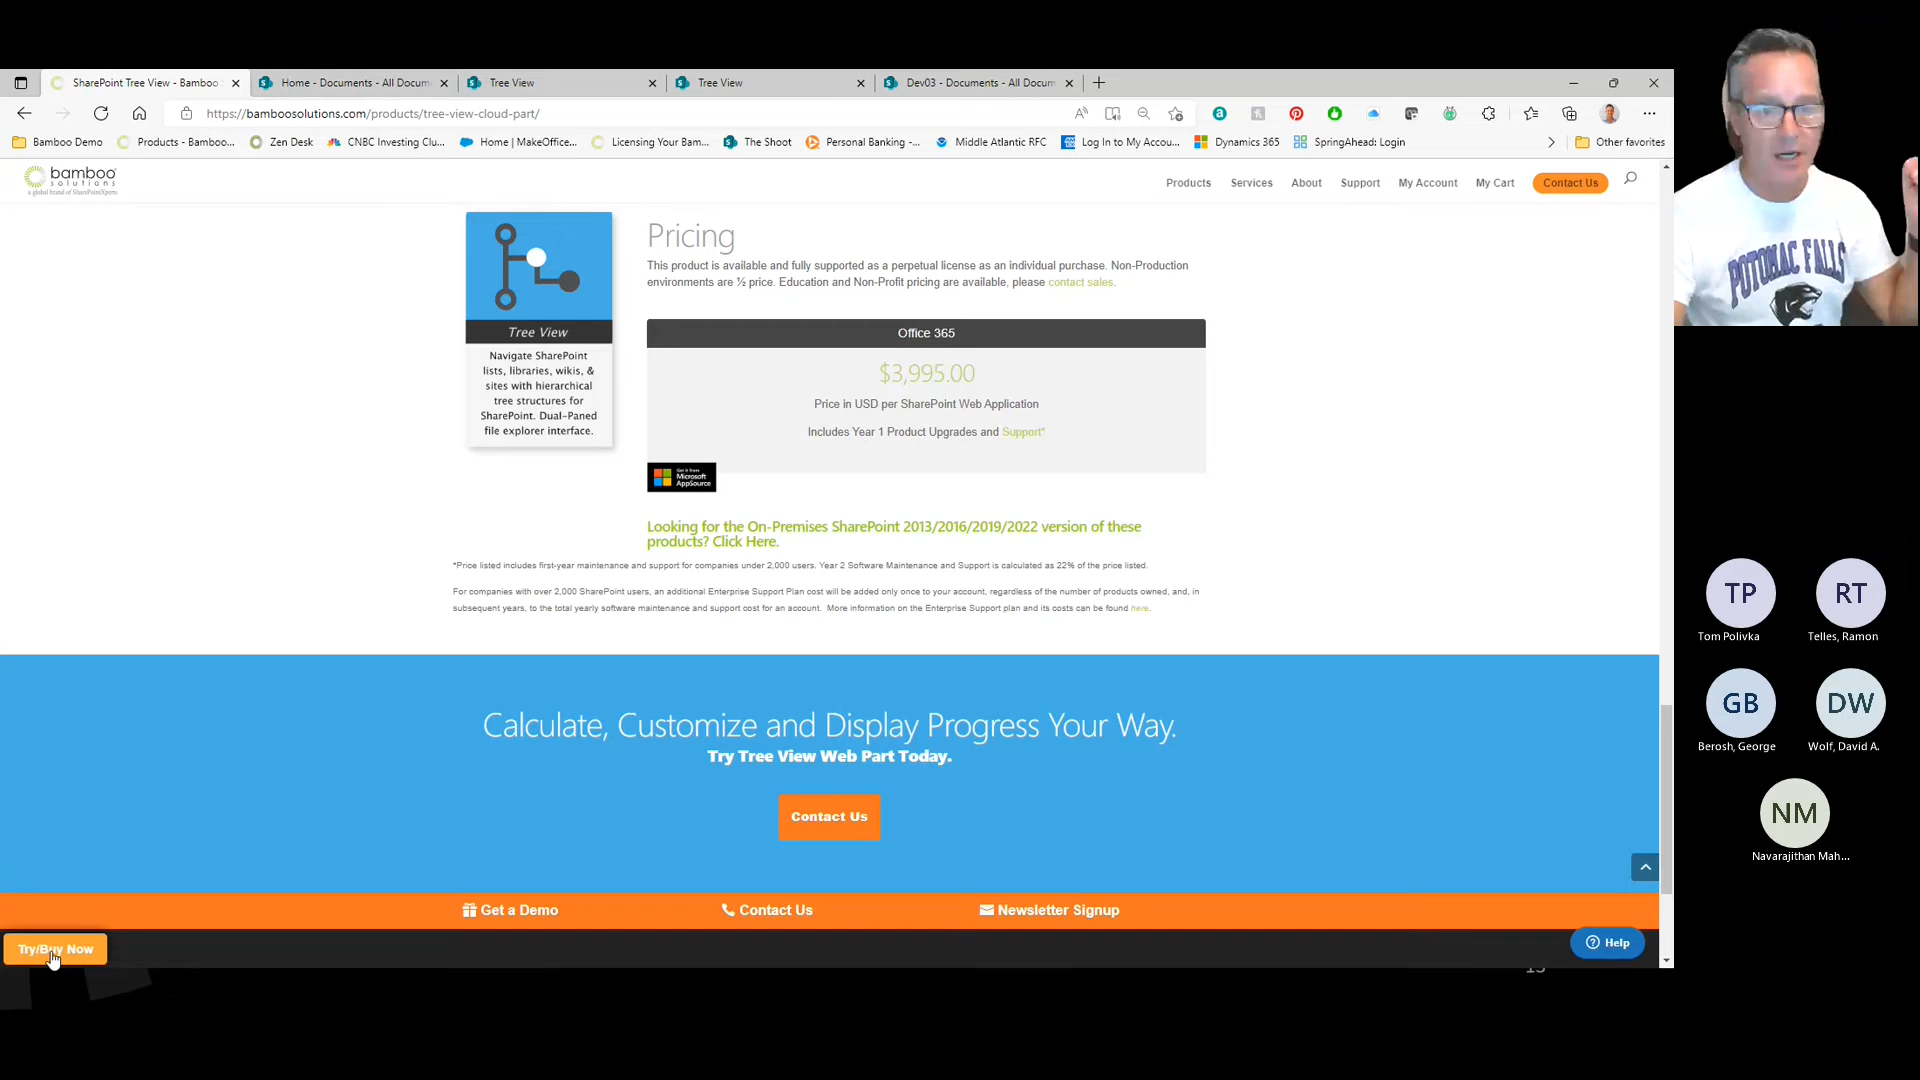 SharePoint Tree View - Bamboo
Home - Documents - All Docum
Tree View
Tree View
Dev03 - Documents - All Docum
https://bamboosolutions.com/products/tree-view-cloud-part/
Bamboo Demo
Products - Bamboo...
Zen Desk
CNBC Investing Clu...
Home | MakeOffice...
Licensing Your Bam...
The Shoot
Personal Banking -...
Middle Atlantic RFC
Log In to My Accou...
Dynamics 365
SpringAhead: Login
Other favorites
bamboo
solutions
a global brand of SharePointXperts
Products
Services
About
Support
My Account
My Cart
Contact Us
Tree View
Navigate SharePoint
lists, libraries, wikis, &
sites with hierarchical
tree structures for
SharePoint. Dual-Paned
file explorer interface.
Pricing
This product is available and fully supported as a perpetual license as an individual purchase. Non-Production
environments are ½ price. Education and Non-Profit pricing are available, please contact sales.
Office 365
$3,995.00
Price in USD per SharePoint Web Application
Includes Year 1 Product Upgrades and Support*
Get it from
Microsoft
AppSource
Looking for the On-Premises SharePoint 2013/2016/2019/2022 version of these
products? Click Here.
*Price listed includes first-year maintenance and support for companies under 2,000 users. Year 2 Software Maintenance and Support is calculated as 22% of the price listed.
For companies with over 2,000 SharePoint users, an additional Enterprise Support Plan cost will be added only once to your account, regardless of the number of products owned, and, in
subsequent years, to the total yearly software maintenance and support cost for an account. More information on the Enterprise Support plan and its costs can be found here.
Calculate, Customize and Display Progress Your Way.
Try Tree View Web Part Today.
Contact Us
Get a Demo
Contact Us
Newsletter Signup
Try/Buy Now
Help
POTOMAC FALLS
TP
Tom Polivka
RT
Telles, Ramon
GB
Berosh, George
DW
Wolf, David A.
NM
Navarajithan Mah...